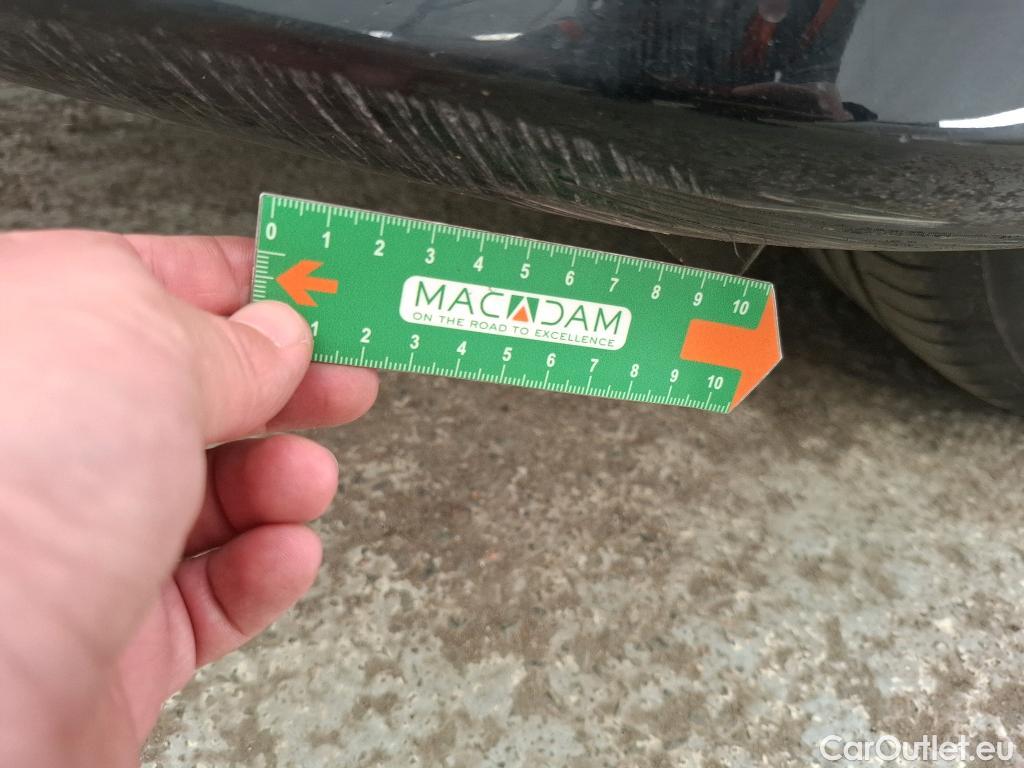 0 1 2 3 4 5 6 7 8 9 10
MACADAM
ON THE ROAD TO EXCELLENCE
1 2 3 4 5 6 7 8 9 10
CarOutlet.eu